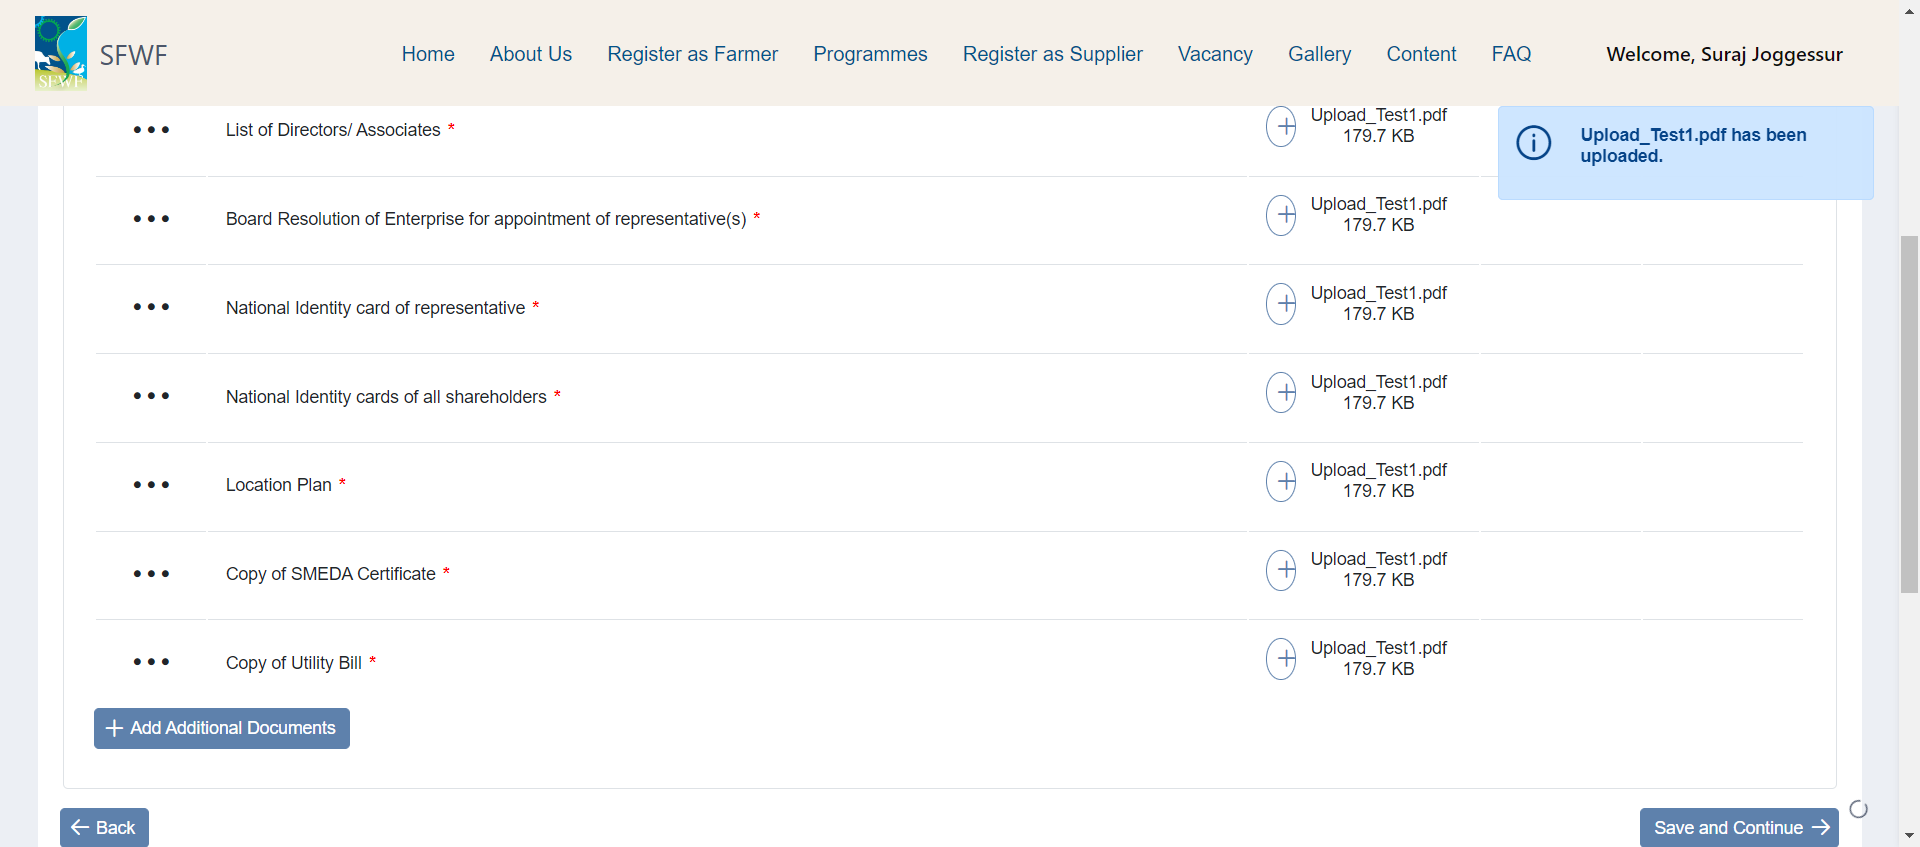 SFWF
SFWF
Home
About Us
Register as Farmer
Programmes
Register as Supplier
Vacancy
Gallery
Content
FAQ
Welcome, Suraj Joggessur
List of Directors/ Associates *
Upload_Test1.pdf
179.7 KB
Upload_Test1.pdf has been
uploaded.
Board Resolution of Enterprise for appointment of representative(s) *
Upload_Test1.pdf
179.7 KB
National Identity card of representative *
Upload_Test1.pdf
179.7 KB
National Identity cards of all shareholders *
Upload_Test1.pdf
179.7 KB
Location Plan *
Upload_Test1.pdf
179.7 KB
Copy of SMEDA Certificate *
Upload_Test1.pdf
179.7 KB
Copy of Utility Bill *
Upload_Test1.pdf
179.7 KB
Add Additional Documents
Back
Save and Continue